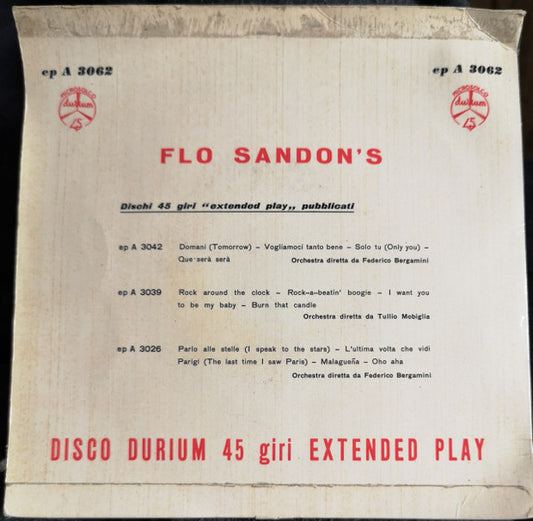 ep A 3062
ep A 3062
MICROSOLCO
durium
45
MICROSOLCO
durium
45
FLO SANDON'S
Dischi 45 giri “extended play„ pubblicati
ep A 3042 Domani (Tomorrow) – Vogliamoci tanto bene – Solo tu (Only you) –
Que serà serà Orchestra diretta da Federico Bergamini
ep A 3039 Rock around the clock – Rock-a-beatin' boogie – I want you
to be my baby – Burn that candle
Orchestra diretta da Tullio Mobiglia
ep A 3026 Parlo alle stelle (I speak to the stars) – L'ultima volta che vidi
Parigi (The last time I saw Paris) – Malagueña – Oho aha
Orchestra diretta da Federico Bergamini
DISCO DURIUM 45 giri EXTENDED PLAY